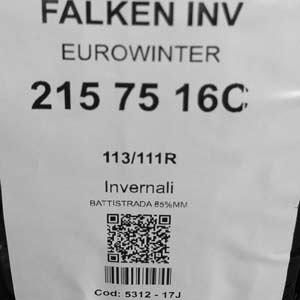 FALKEN INV
EUROWINTER
215 75 16C
113/111R
Invernali
BATTISTRADA 85%MM
Cod: 5312 - 17J